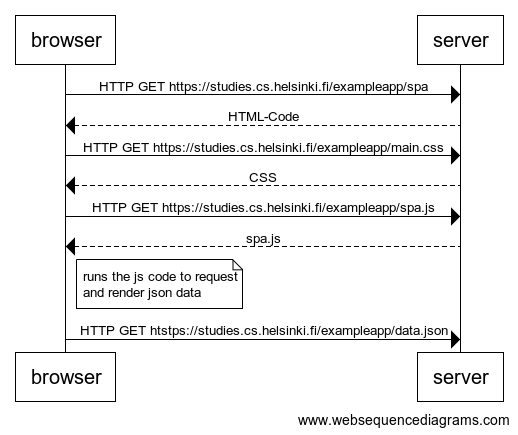 browser
server
HTTP GET https://studies.cs.helsinki.fi/exampleapp/spa
HTML-Code
HTTP GET https://studies.cs.helsinki.fi/exampleapp/main.css
CSS
HTTP GET https://studies.cs.helsinki.fi/exampleapp/spa.js
spa.js
runs the js code to request
and render json data
HTTP GET htstps://studies.cs.helsinki.fi/exampleapp/data.json
browser
server
www.websequencediagrams.com